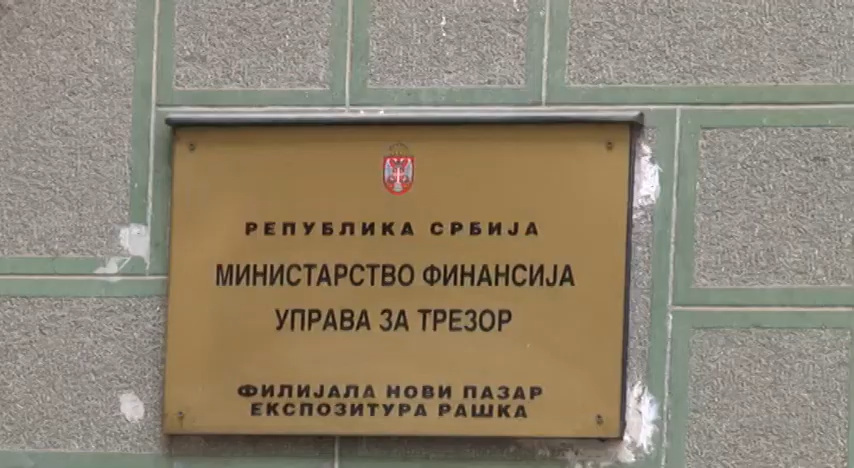 РЕПУБЛИКА СРБИЈА
МИНИСТАРСТВО ФИНАНСИЈА
УПРАВА ЗА ТРЕЗОР
ФИЛИЈАЛА НОВИ ПАЗАР
ЕКСПОЗИТУРА РАШКА